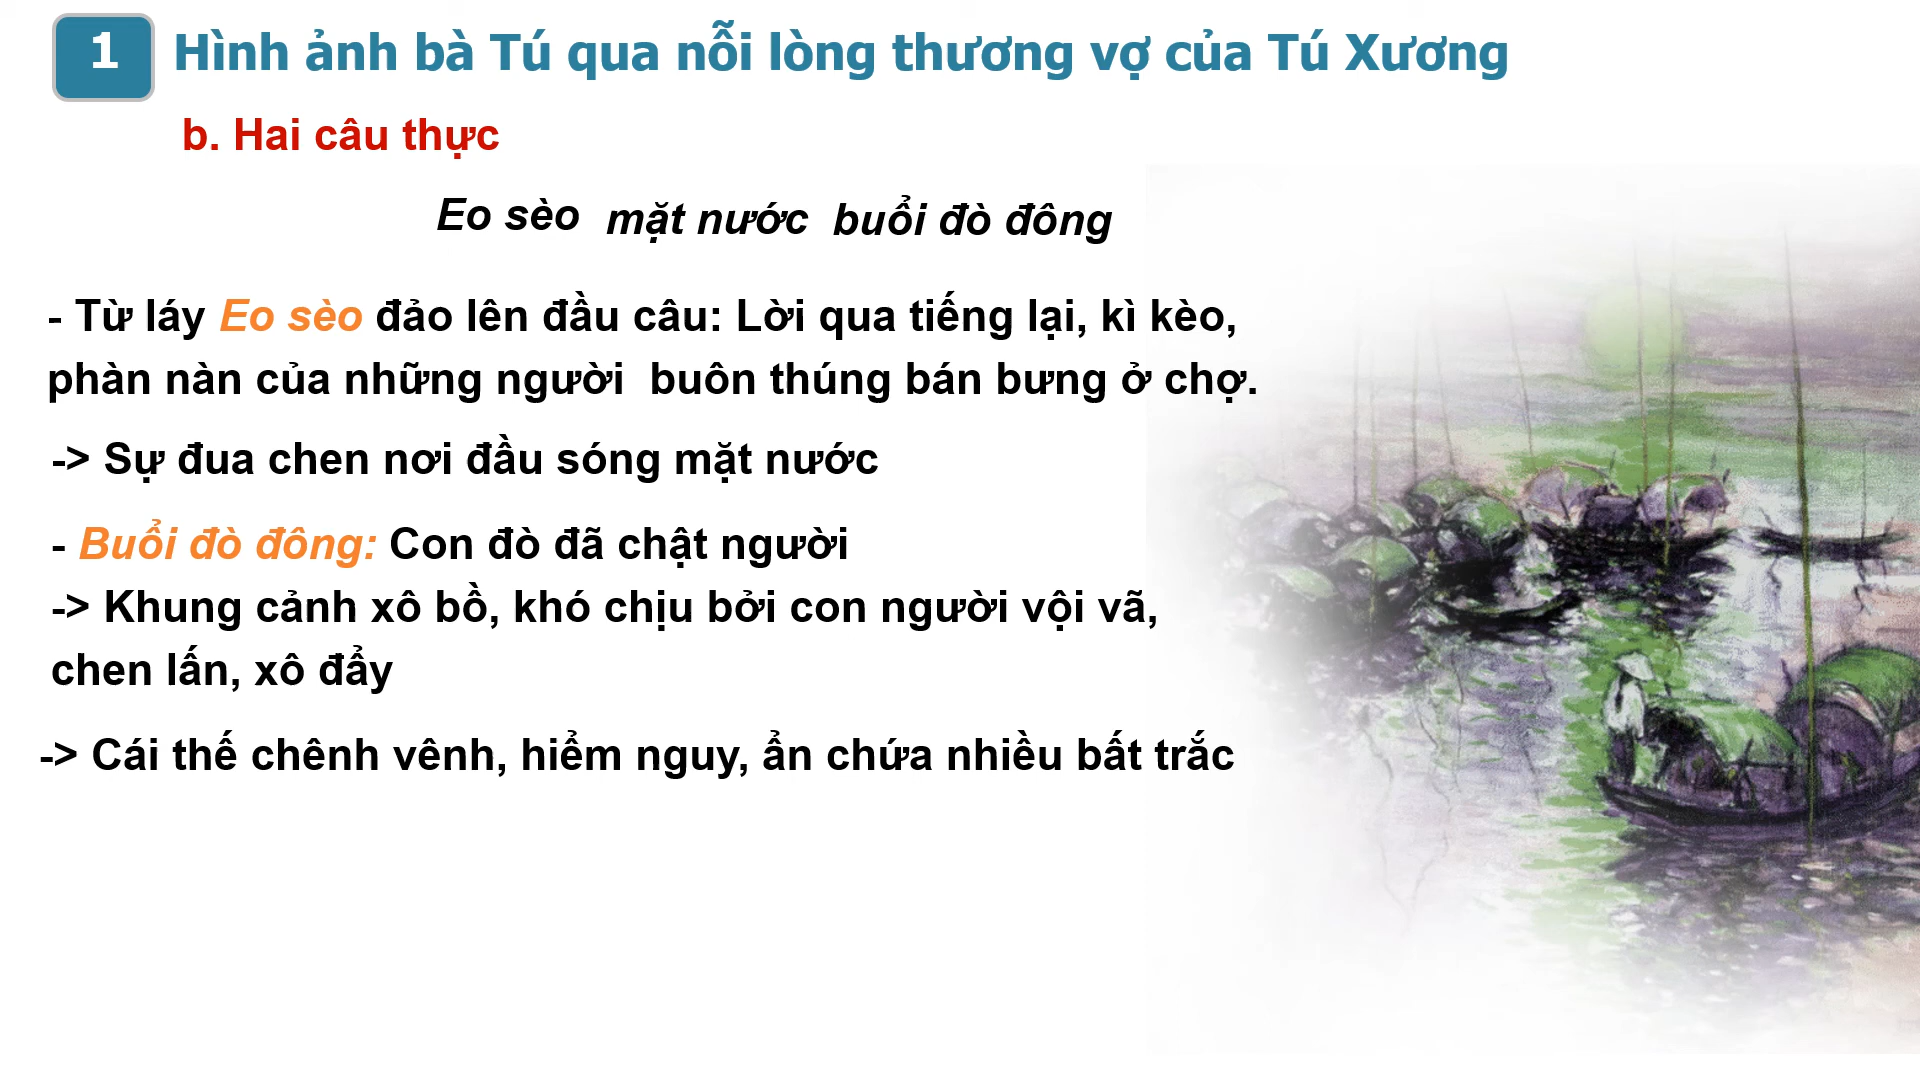 1 Hình ảnh bà Tú qua nỗi lòng thương vợ của Tú Xương
b. Hai câu thực
Eo sèo mặt nước buổi đò đông
- Từ láy Eo sèo đảo lên đầu câu: Lời qua tiếng lại, kì kèo,
phàn nàn của những người buôn thúng bán bưng ở chợ.
-> Sự đua chen nơi đầu sóng mặt nước
- Buổi đò đông: Con đò đã chật người
-> Khung cảnh xô bồ, khó chịu bởi con người vội vã,
chen lấn, xô đẩy
-> Cái thế chênh vênh, hiểm nguy, ẩn chứa nhiều bất trắc